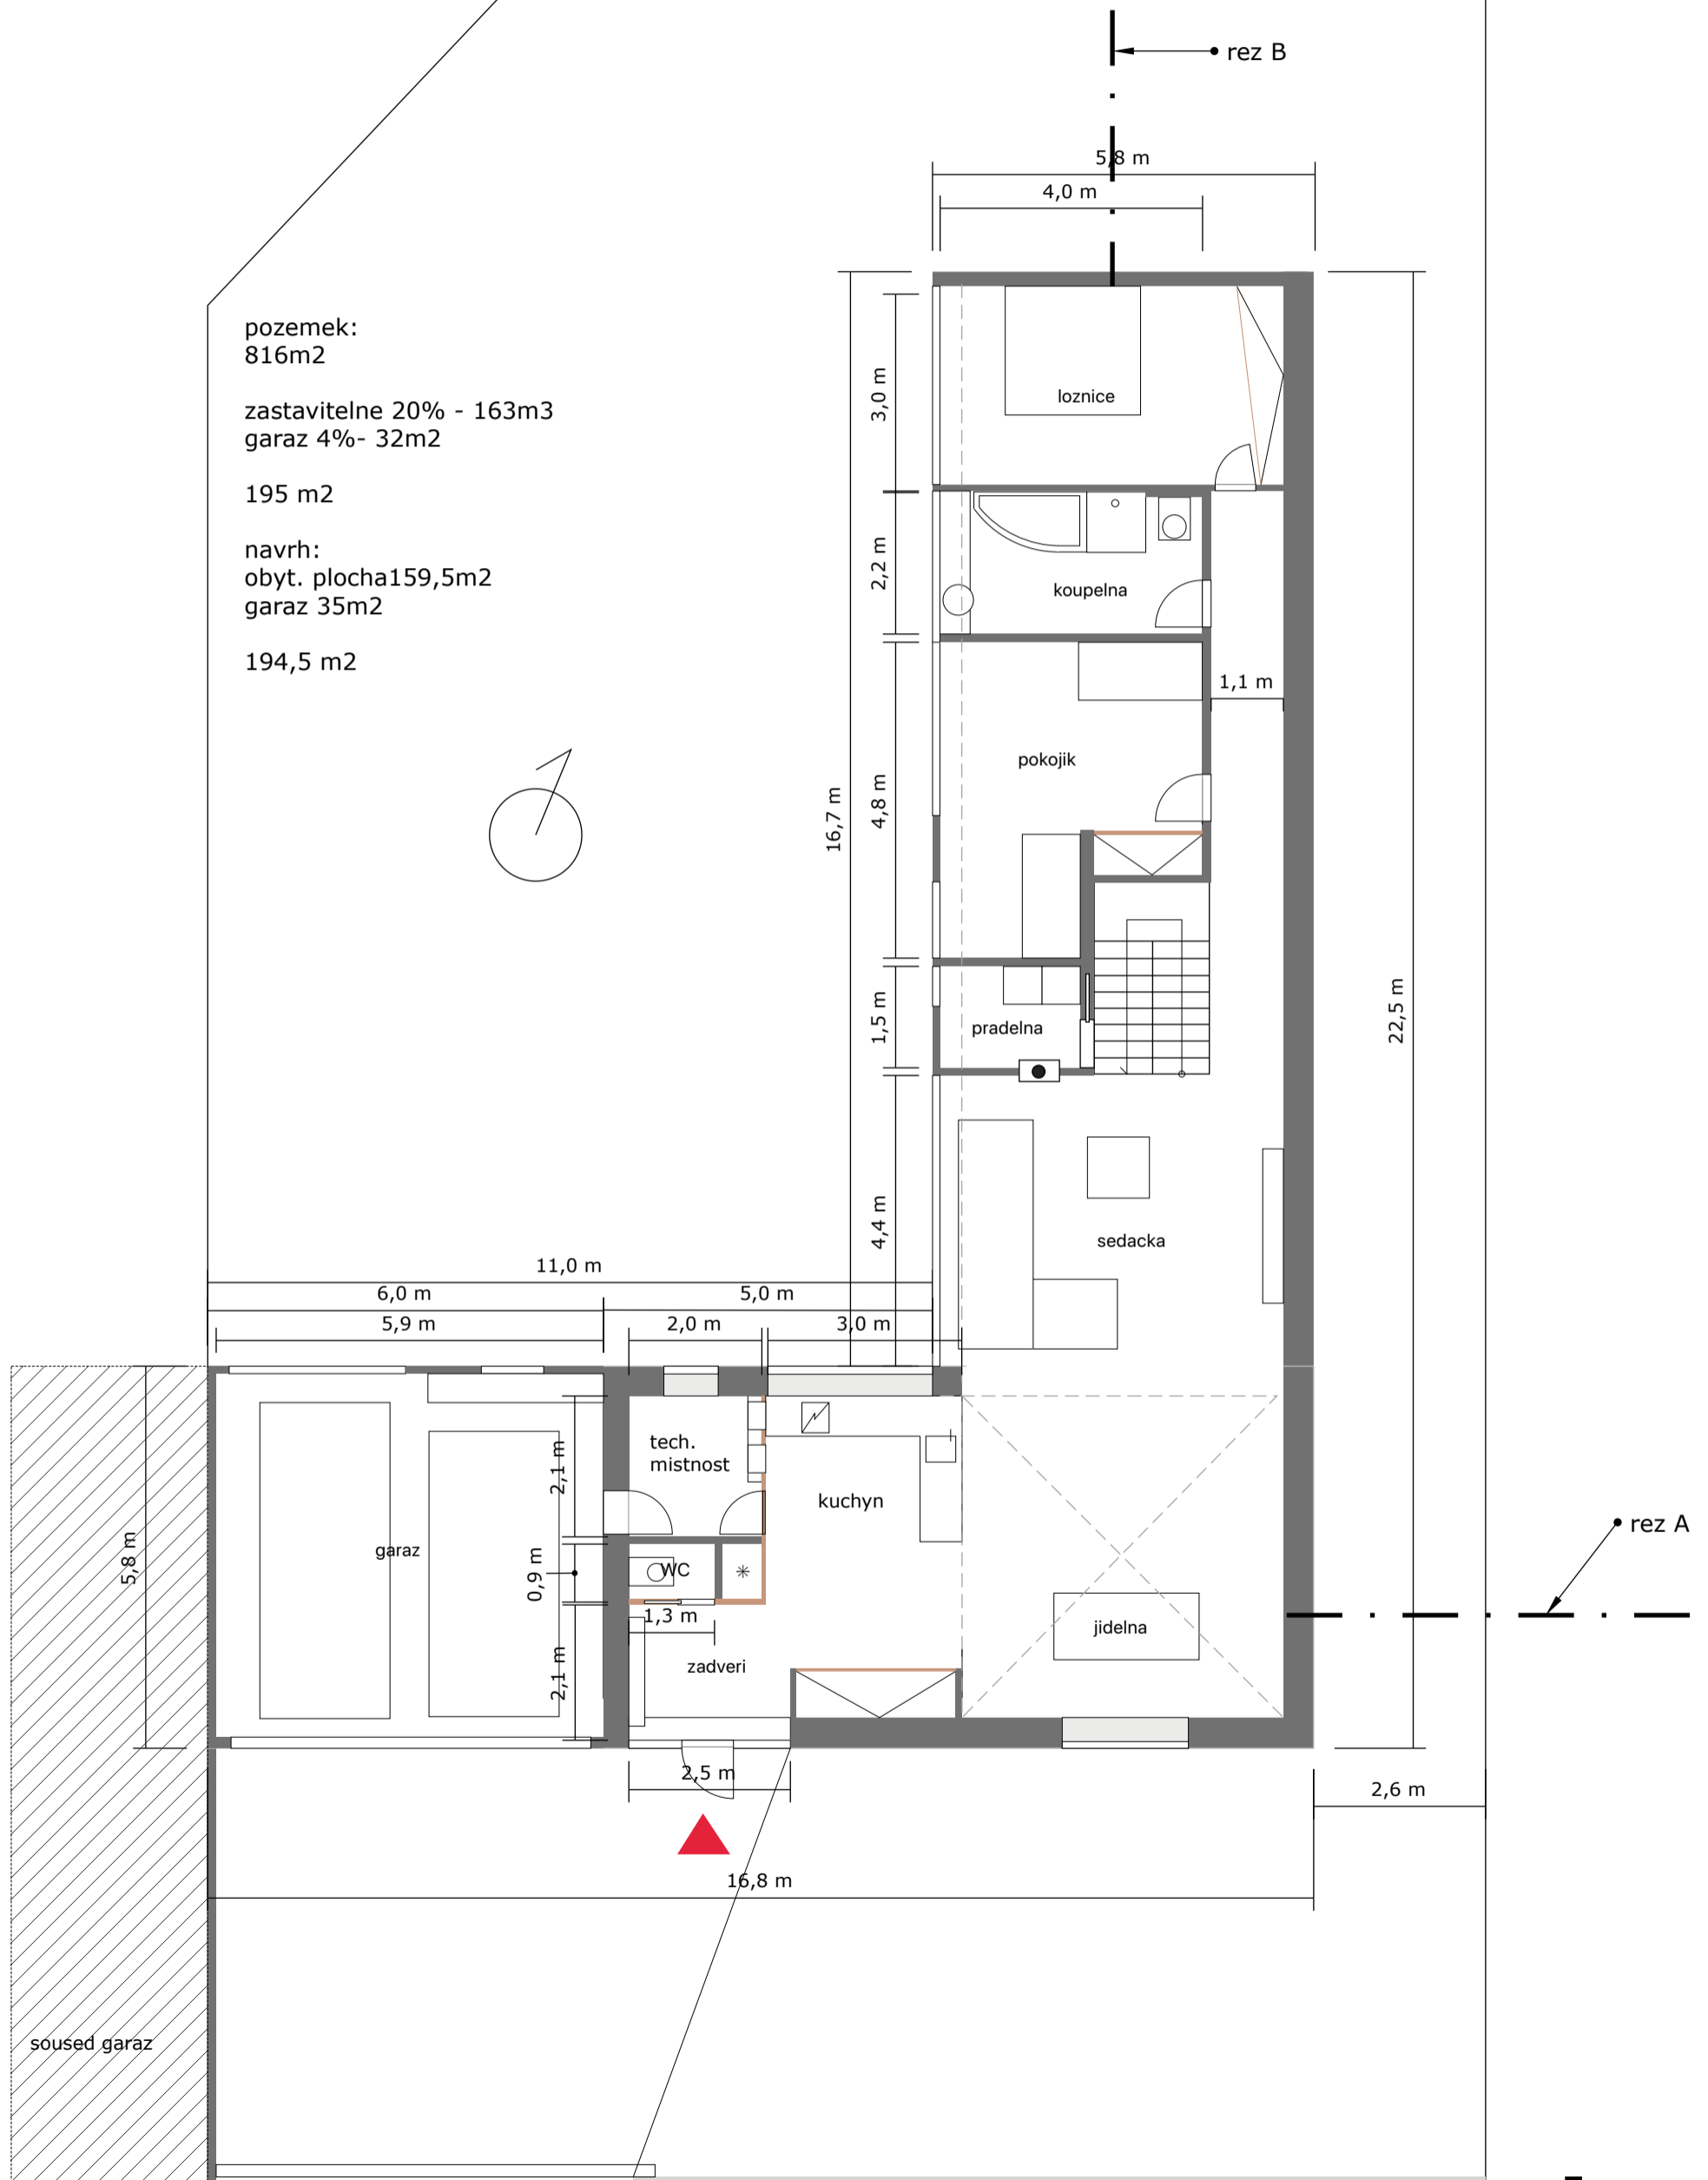 rez B
5,8 m
4,0 m
pozemek:
816m2
zastavitelne 20% - 163m3
garaz 4%- 32m2
195 m2
navrh:
obyt. plocha159,5m2
garaz 35m2
194,5 m2
3,0 m
loznice
2,2 m
koupelna
1,1 m
pokojik
16,7 m
4,8 m
22,5 m
1,5 m
pradelna
4,4 m
sedacka
11,0 m
6,0 m
5,0 m
5,9 m
2,0 m
3,0 m
tech.
mistnost
2,1 m
kuchyn
rez A
5,8 m
garaz
0,9 m
WC
1,3 m
jidelna
2,1 m
zadveri
2,5 m
2,6 m
16,8 m
soused garaz